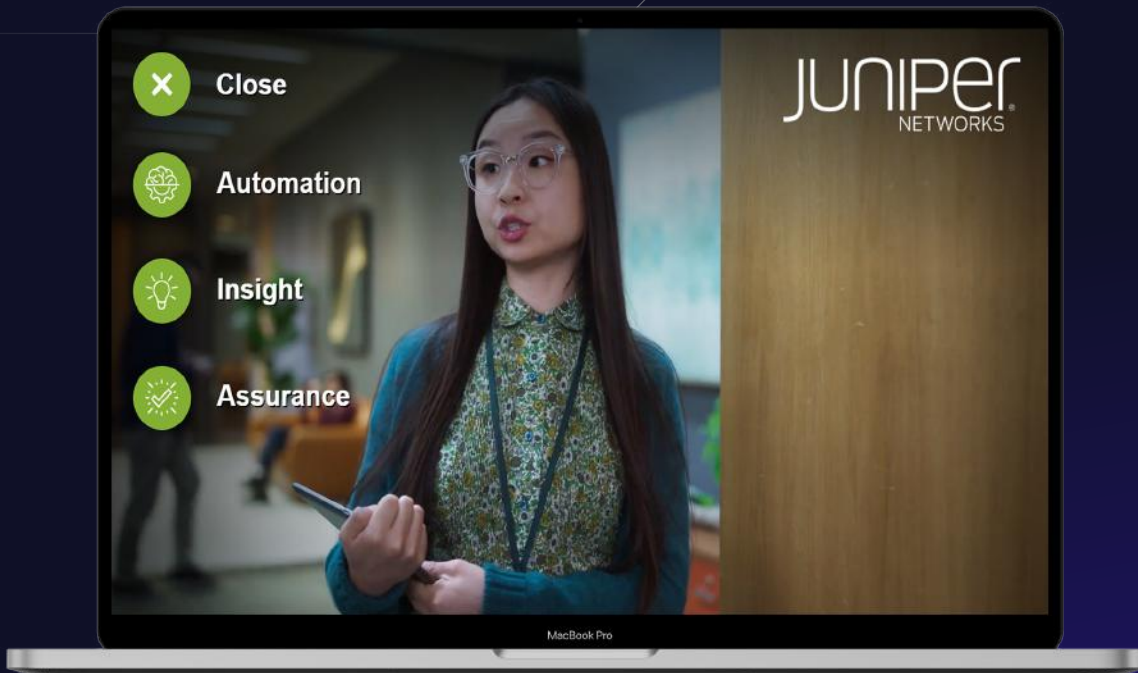 Close
JUNIPER
NETWORKS
Automation
Insight
Assurance
MacBook Pro